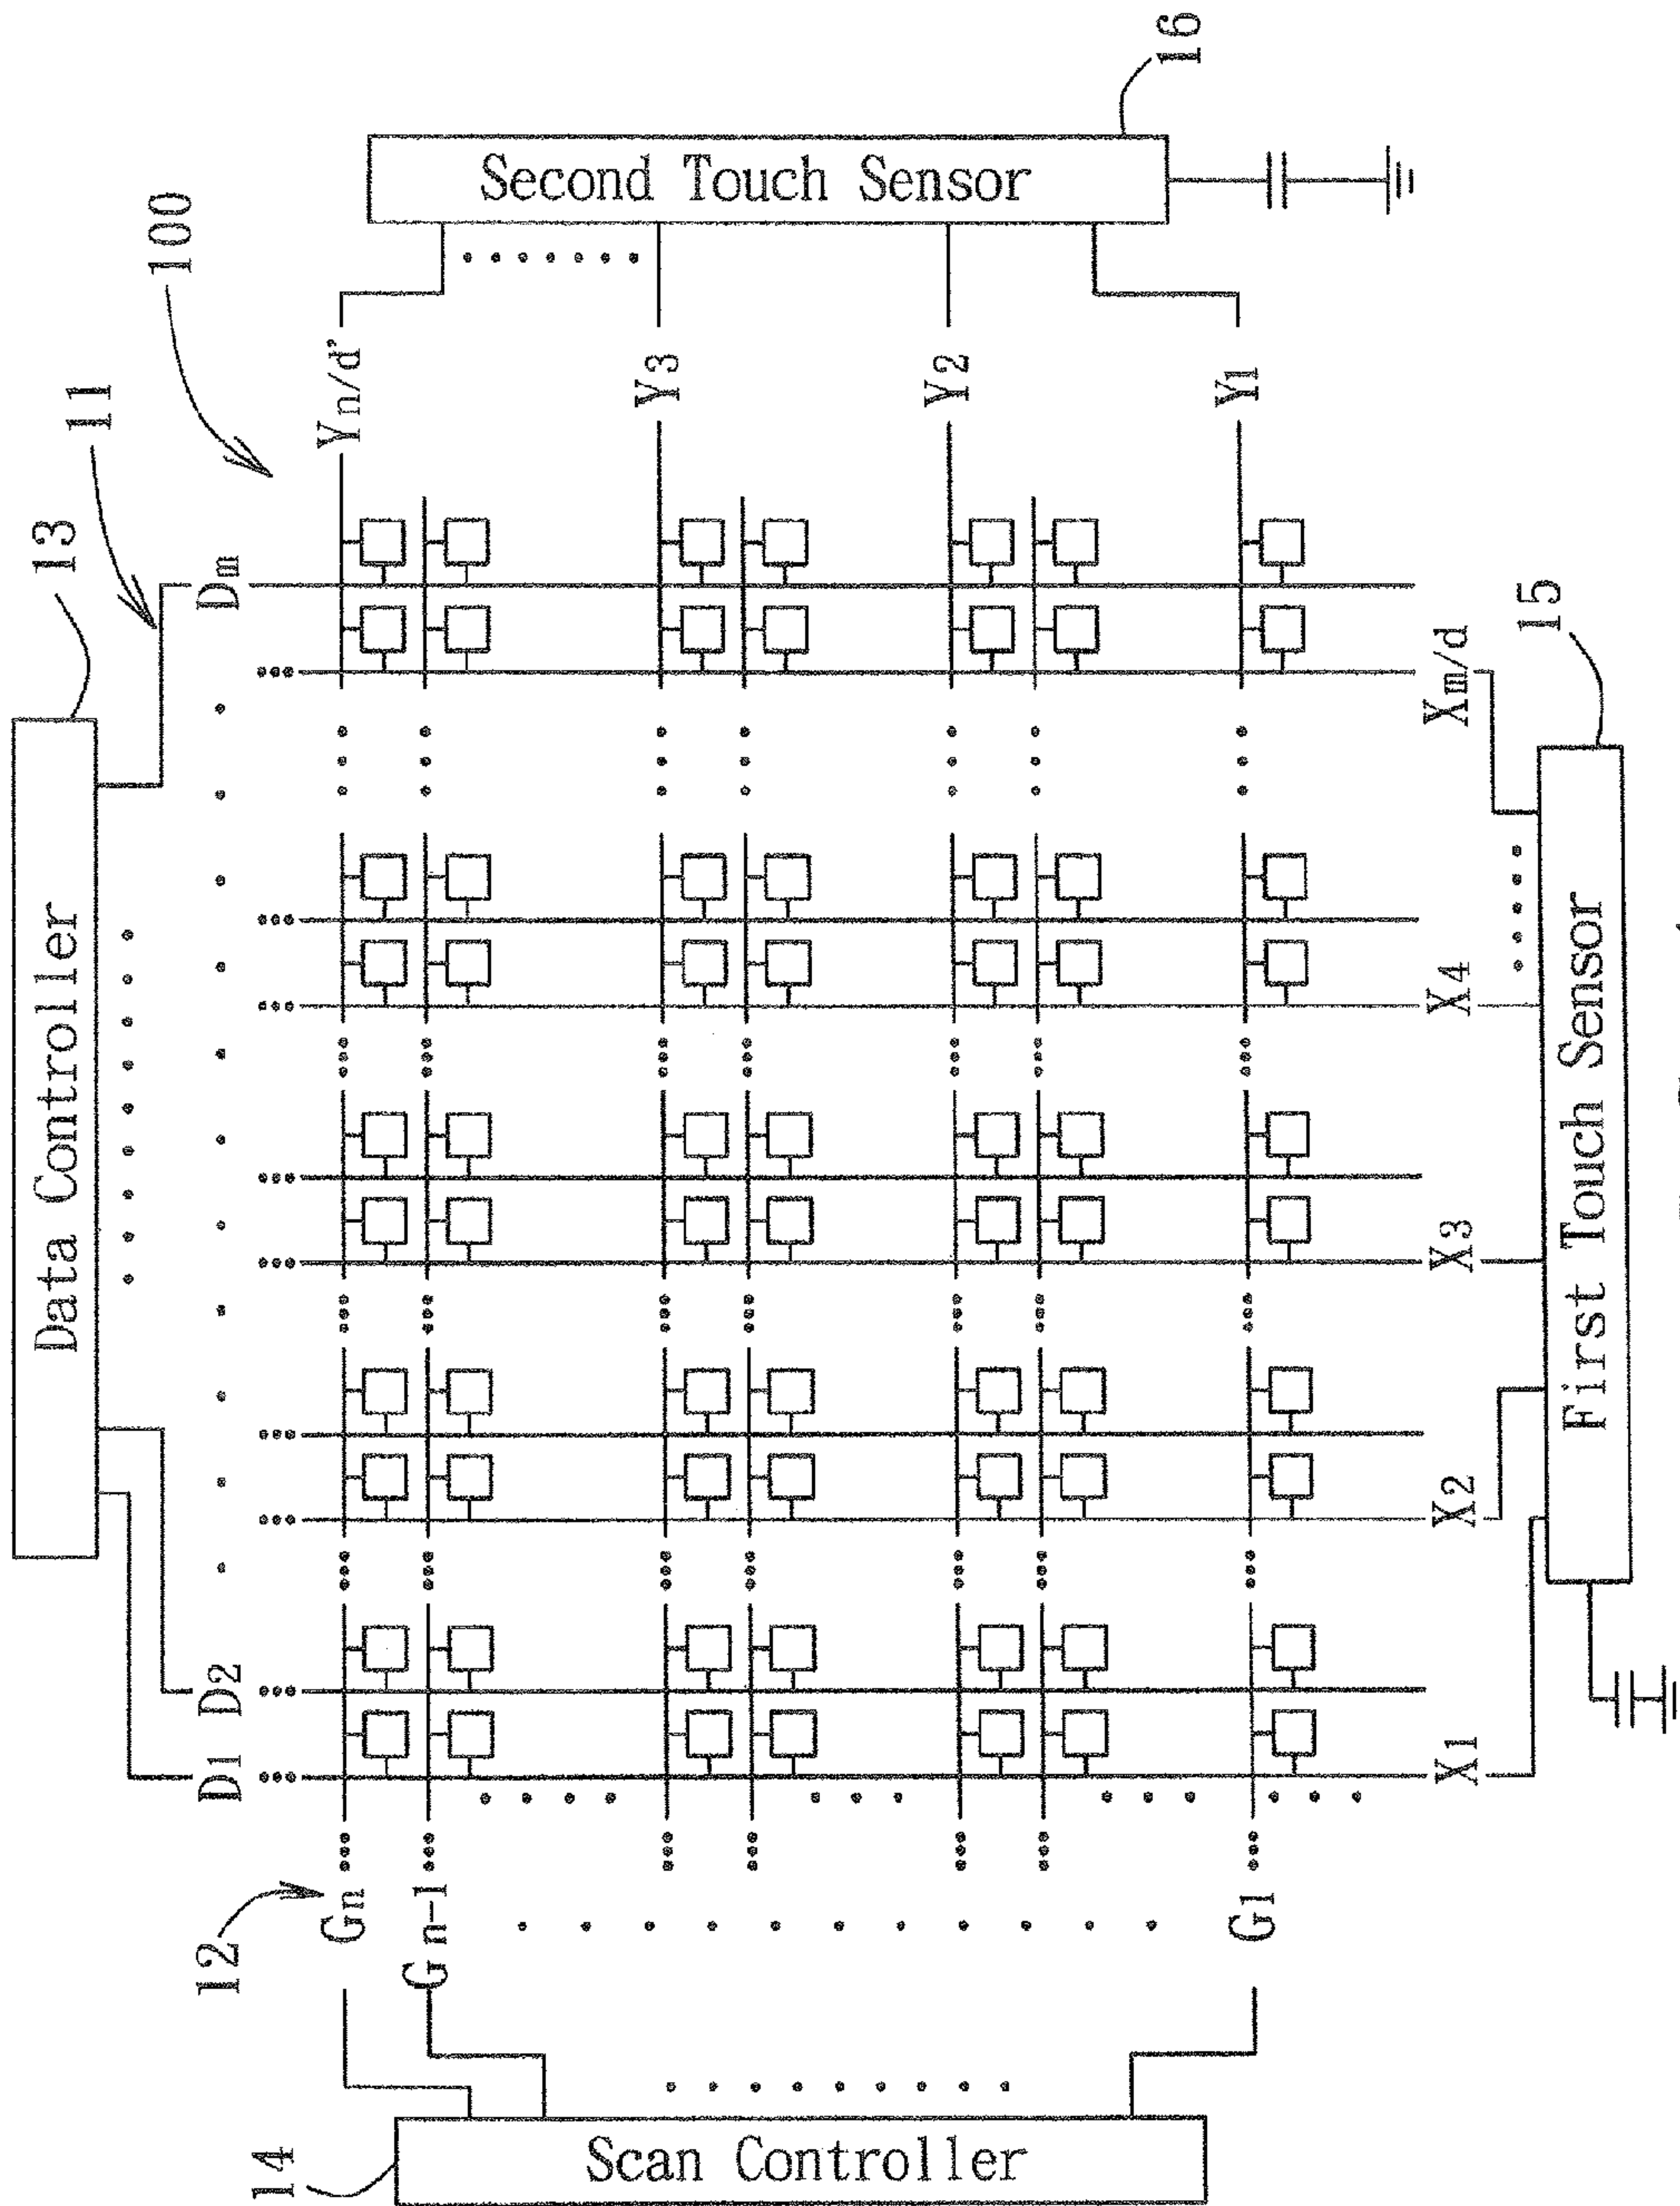 13
Data Controller
11
100
D1 D2 Dm
12
Gn
Gn-1
G1
14
Scan Controller
Yn/d'
Y3
Y2
Y1
Second Touch Sensor
16
X1 X2 X3 X4 Xm/d
First Touch Sensor
15